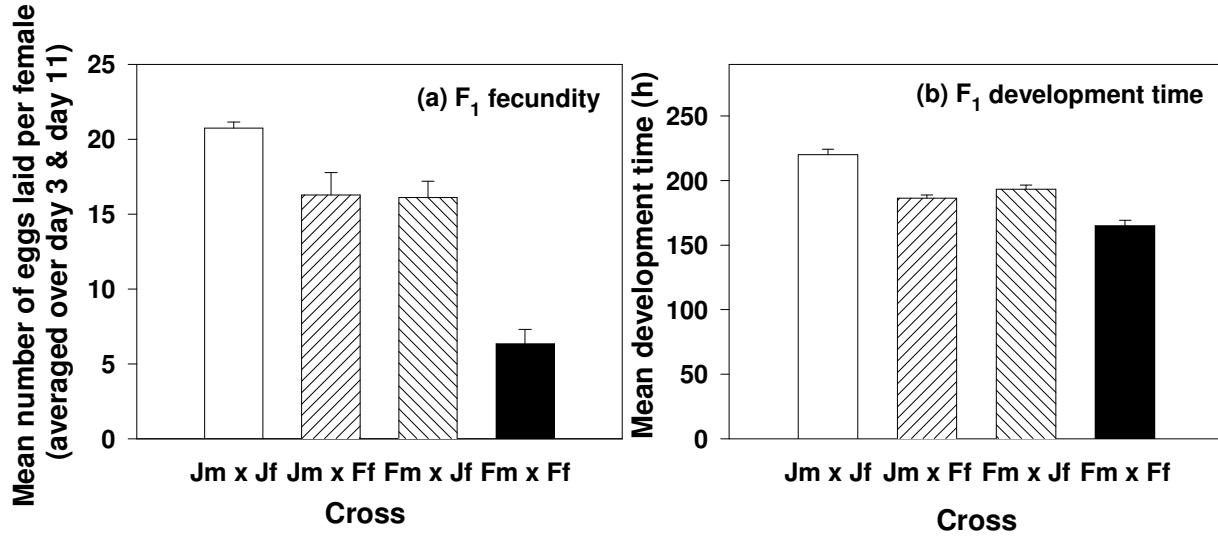 Mean number of eggs laid per female
(averaged over day 3 & day 11)
25
20
15
10
5
0
(a) F1 fecundity
Jm x Jf Jm x Ff Fm x Jf Fm x Ff
Cross
Mean development time (h)
250
200
150
100
50
0
(b) F1 development time
Jm x Jf Jm x Ff Fm x Jf Fm x Ff
Cross